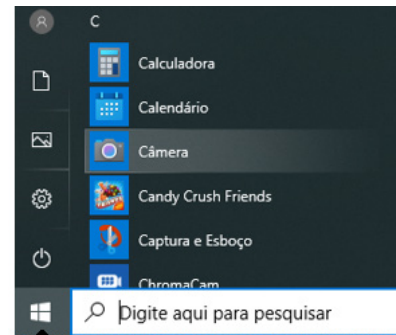 C
Calculadora
Calendário
Câmera
Candy Crush Friends
Captura e Esboço
ChromaCam
Digite aqui para pesquisar